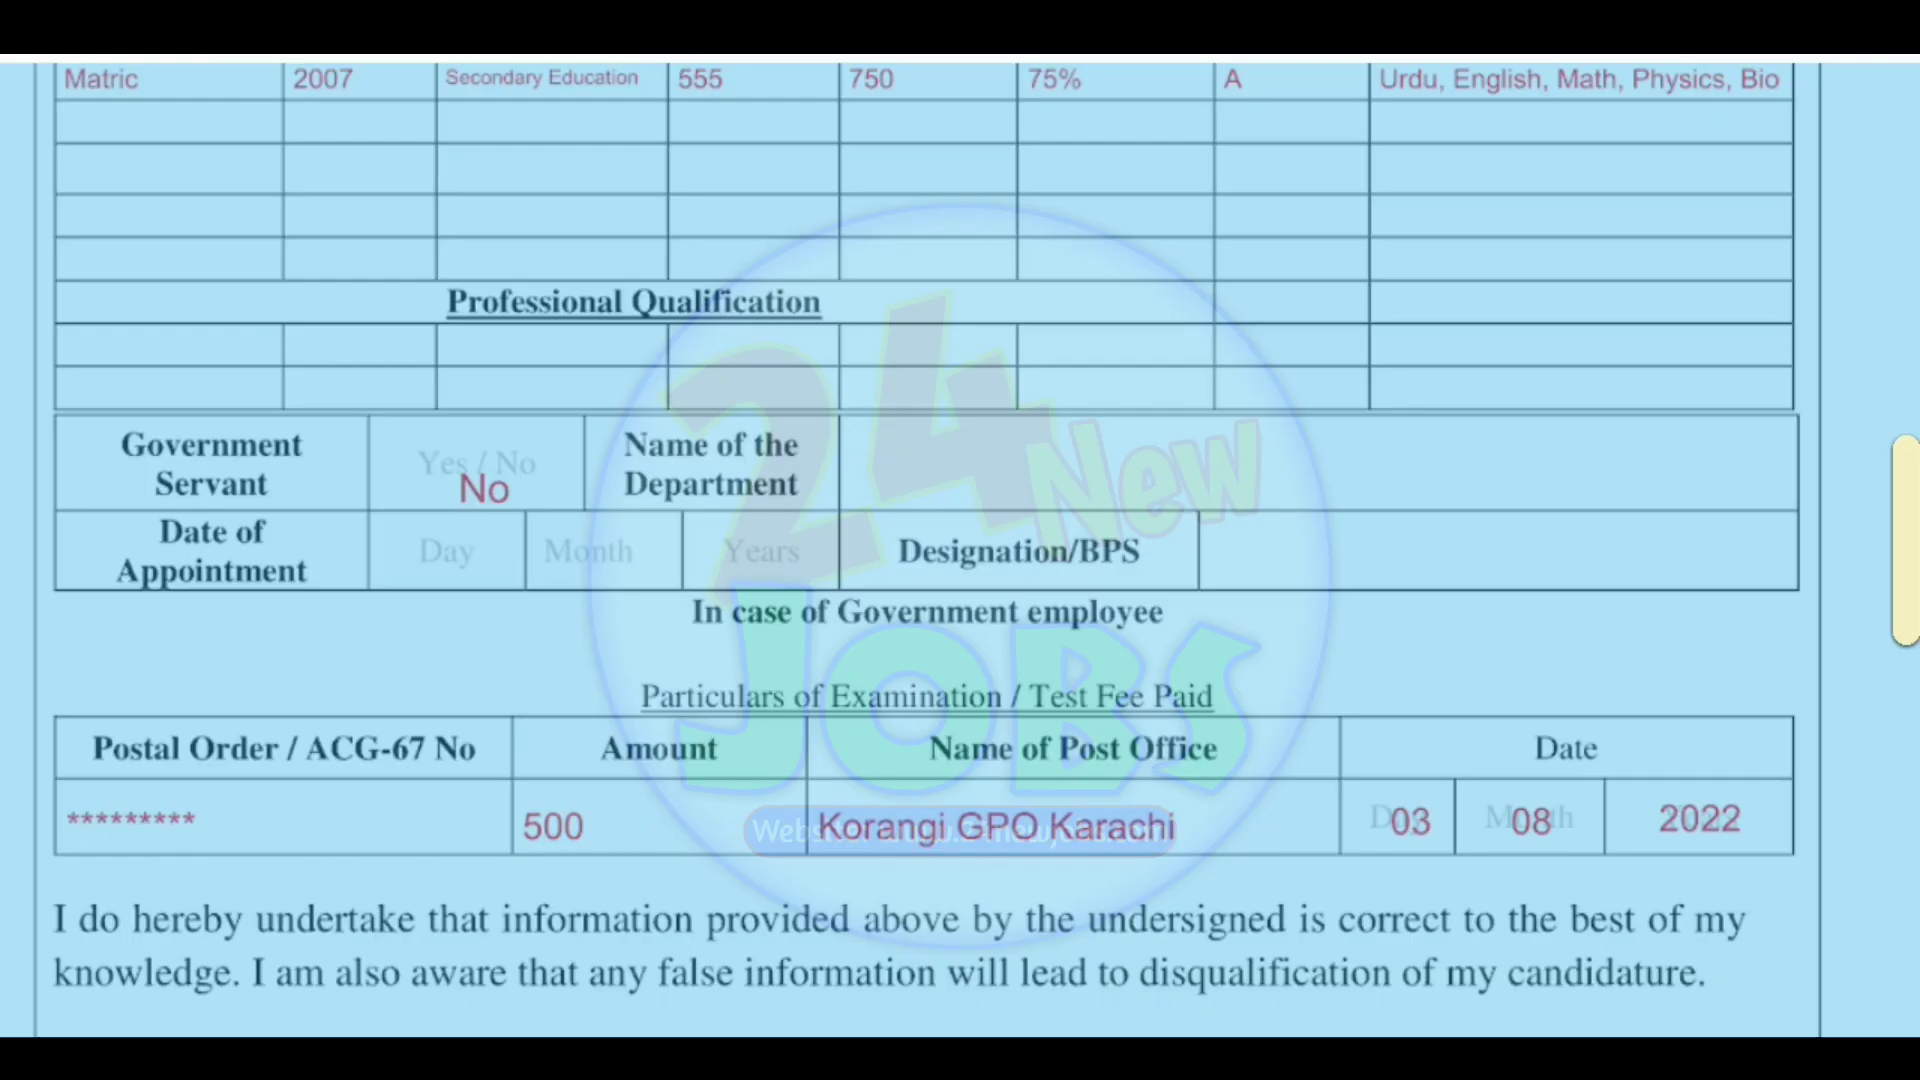 Matric 2007 Secondary Education 555 750 75% A Urdu, English, Math, Physics, Bio
Professional Qualification
Government Servant Yes / No No Name of the Department
Date of Appointment Day Month Years Designation/BPS
In case of Government employee
Particulars of Examination / Test Fee Paid
Postal Order / ACG-67 No Amount Name of Post Office Date
********* 500 Korangi GPO Karachi 03 Month 08 2022
I do hereby undertake that information provided above by the undersigned is correct to the best of my
knowledge. I am also aware that any false information will lead to disqualification of my candidature.
24 New
JOBS